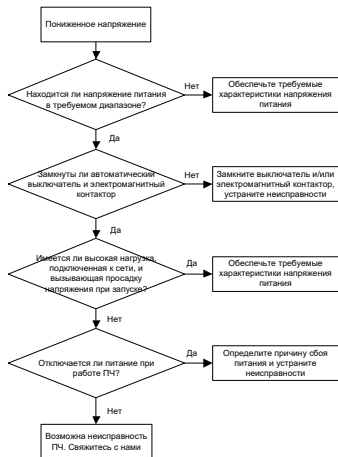 Пониженное напряжение
Находится ли напряжение питания
в требуемом диапазоне?
Нет
Обеспечьте требуемые
характеристики напряжения
питания
Да
Замкнуты ли автоматический
выключатель и электромагнитный
контактор
Нет
Замкните выключатель и/или
электромагнитный контактор,
устраните неисправности
Да
Имеется ли высокая нагрузка,
подключенная к сети, и
вызывающая просадку
напряжения при запуске?
Да
Обеспечьте требуемые
характеристики напряжения
питания
Нет
Отключается ли питание при
работе ПЧ?
Да
Определите причину сбоя
питания и устраните
неисправности
Нет
Возможна неисправность
ПЧ. Свяжитесь с нами